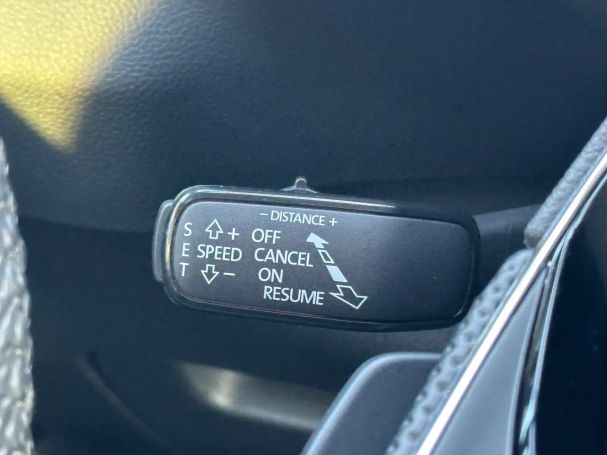 - DISTANCE +
S + OFF
E SPEED CANCEL
T - ON
RESUME